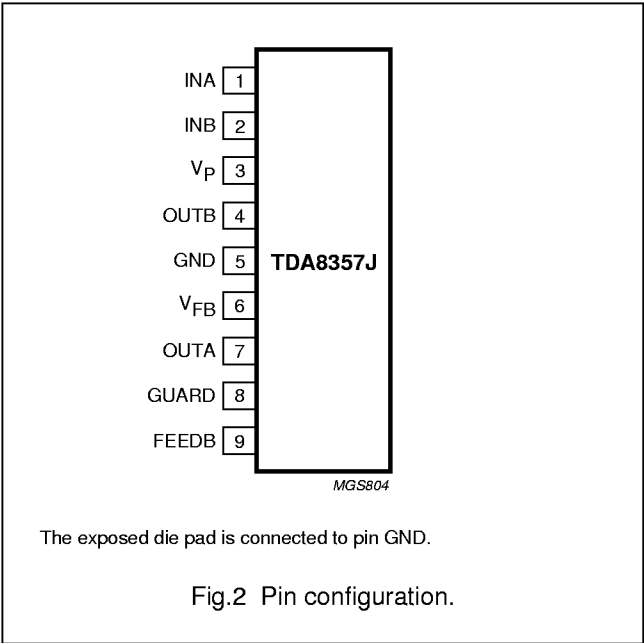 INA 1
INB 2
VP 3
OUTB 4
GND 5
TDA8357J
VFB 6
OUTA 7
GUARD 8
FEEDB 9
MGS804
The exposed die pad is connected to pin GND.
Fig.2 Pin configuration.